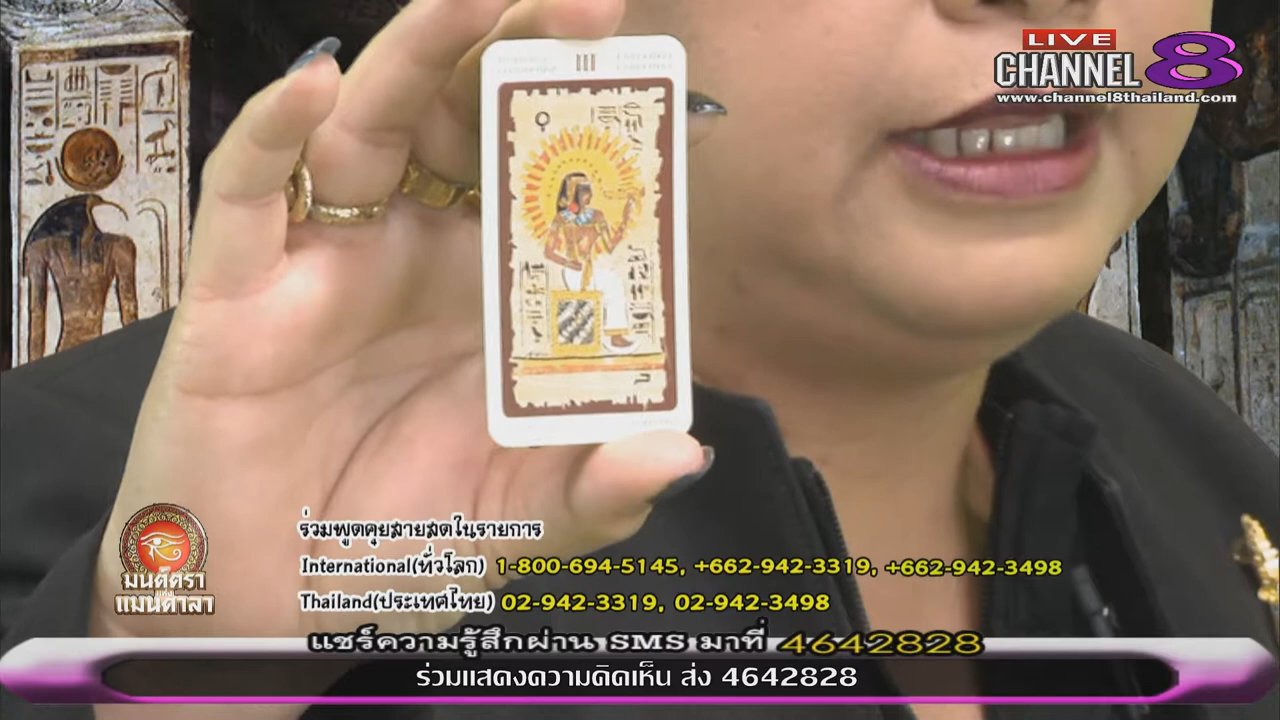 LIVE
CHANNEL 8
www.channel8thailand.com
III
ร่วมพูดคุยสายสดในรายการ
International(ทั่วโลก) 1-800-694-5145, +662-942-3319, +662-942-3498
Thailand(ประเทศไทย) 02-942-3319, 02-942-3498
มนต์ตรา
แห่ง
แมนดาลา
แชร์ความรู้สึกผ่าน SMS มาที่ 4642828
ร่วมแสดงความคิดเห็น ส่ง 4642828